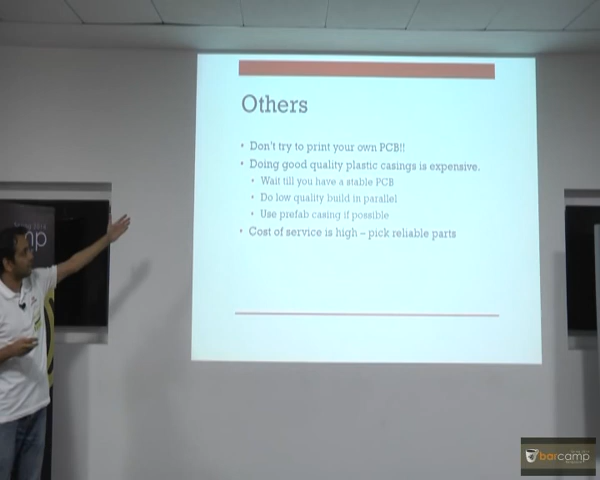 Others
• Don't try to print your own PCB!!
• Doing good quality plastic casings is expensive.
• Wait till you have a stable PCB
• Do low quality build in parallel
• Use prefab casing if possible
• Cost of service is high – pick reliable parts
mp
barcamp